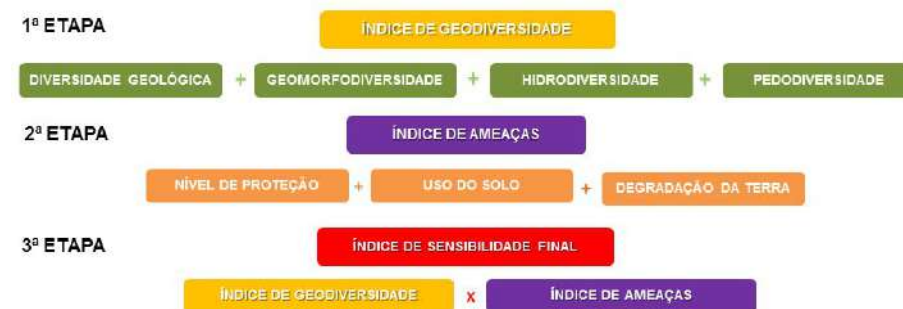 1ª ETAPA
ÍNDICE DE GEODIVERSIDADE
DIVERSIDADE GEOLÓGICA + GEOMORFODIVERSIDADE + HIDRODIVERSIDADE + PEDODIVERSIDADE
2ª ETAPA
ÍNDICE DE AMEAÇAS
NÍVEL DE PROTEÇÃO + USO DO SOLO + DEGRADAÇÃO DA TERRA
3ª ETAPA
ÍNDICE DE SENSIBILIDADE FINAL
ÍNDICE DE GEODIVERSIDADE X ÍNDICE DE AMEAÇAS